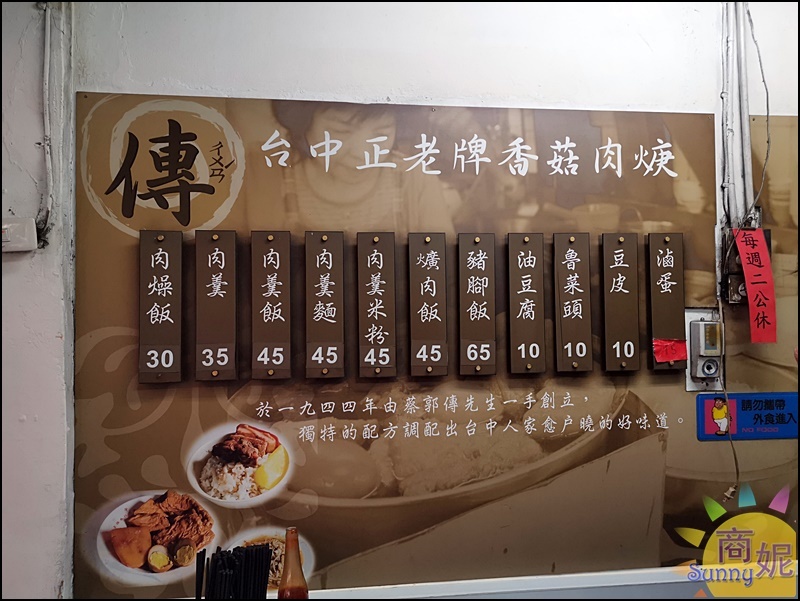 傳 ㄔㄨㄢˊ
台中正老牌香菇肉焿
肉燥飯 30
肉羹 35
肉羹飯 45
肉羹麵 45
肉羹米粉 45
爌肉飯 45
豬腳飯 65
油豆腐 10
魯菜頭 10
豆皮 10
滷蛋
每週二公休
於一九四四年由蔡郭傳先生一手創立，
獨特的配方調配出台中人家愈戶曉的好味道。
請勿攜帶
外食進入
NO FOOD
商妮
Sunny